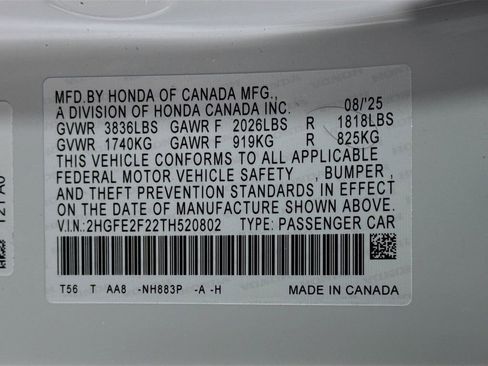 MFD.BY HONDA OF CANADA MFG.,
A DIVISION OF HONDA CANADA INC. 08/'25
GVWR 3836LBS GAWR F 2026LBS R 1818LBS
GVWR 1740KG GAWR F 919KG R 825KG
THIS VEHICLE CONFORMS TO ALL APPLICABLE
FEDERAL MOTOR VEHICLE SAFETY , BUMPER ,
AND THEFT PREVENTION STANDARDS IN EFFECT
ON THE DATE OF MANUFACTURE SHOWN ABOVE.
V.I.N.:2HGFE2F22TH520802 TYPE: PASSENGER CAR
T56 T AA8 -NH883P -A -H
MADE IN CANADA